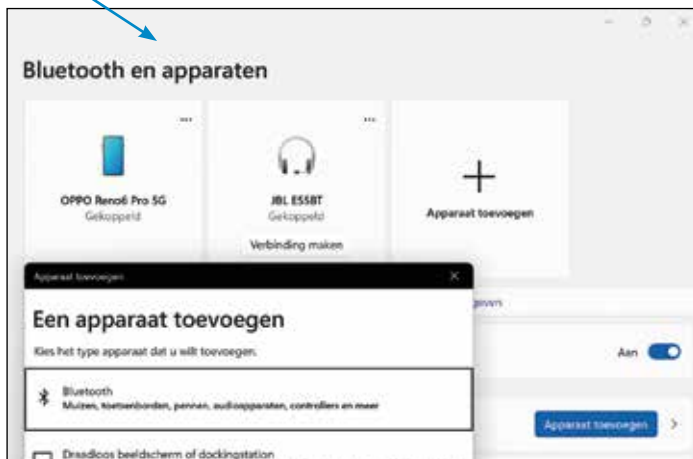 Bluetooth en apparaten
OPPO Reno6 Pro 5G
Gekoppeld
JBL E55BT
Gekoppeld
Verbinding maken
Apparaat toevoegen
Apparaat toevoegen
Een apparaat toevoegen
Kies het type apparaat dat u wilt toevoegen.
Bluetooth
Muizen, toetsenborden, pennen, audioapparaten, controllers en meer
Draadloos beeldscherm of dockingstation
Aan
Apparaat toevoegen